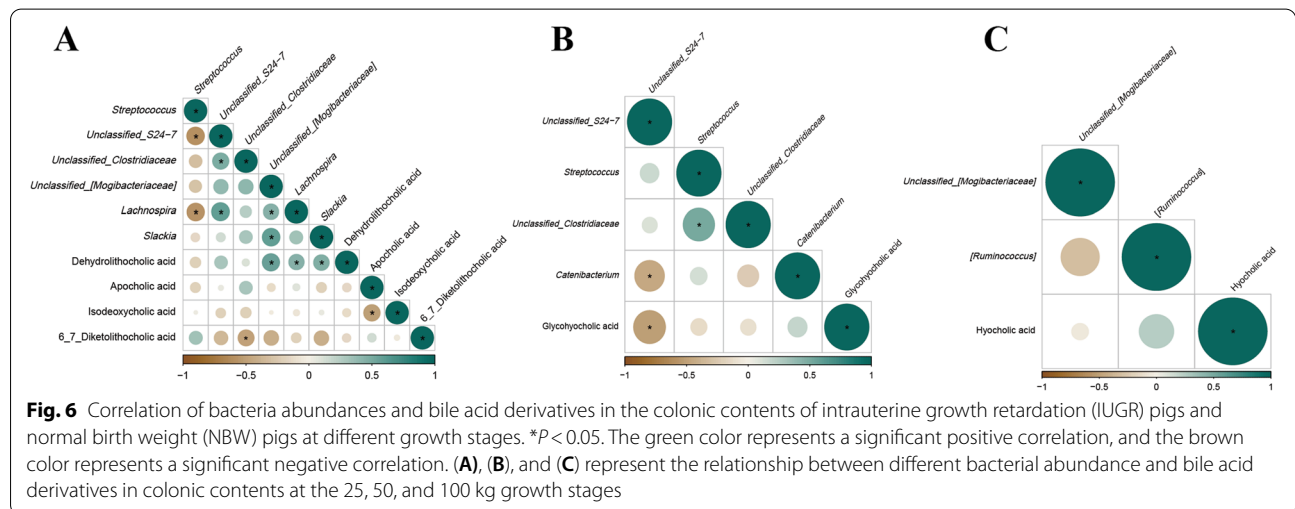 A
Streptococcus
Unclassified_S24-7
Unclassified_Clostridiaceae
Unclassified_[Mogibacteriaceae]
Lachnospira
Slackia
Dehydrolithocholic acid
Apocholic acid
Isodeoxycholic acid
6_7_Diketolithocholic acid
Streptococcus
Unclassified_S24-7
Unclassified_Clostridiaceae
Unclassified_[Mogibacteriaceae]
Lachnospira
Slackia
Dehydrolithocholic acid
Apocholic acid
Isodeoxycholic acid
6_7_Diketolithocholic acid
-1 -0.5 0 0.5 1
B
Unclassified_S24-7
Streptococcus
Unclassified_Clostridiaceae
Catenibacterium
Glycohyocholic acid
Unclassified_S24-7
Streptococcus
Unclassified_Clostridiaceae
Catenibacterium
Glycohyocholic acid
-1 -0.5 0 0.5 1
C
Unclassified_[Mogibacteriaceae]
[Ruminococcus]
Hyocholic acid
Unclassified_[Mogibacteriaceae]
[Ruminococcus]
Hyocholic acid
-1 -0.5 0 0.5 1
Fig. 6 Correlation of bacteria abundances and bile acid derivatives in the colonic contents of intrauterine growth retardation (IUGR) pigs and
normal birth weight (NBW) pigs at different growth stages. *P < 0.05. The green color represents a significant positive correlation, and the brown
color represents a significant negative correlation. (A), (B), and (C) represent the relationship between different bacterial abundance and bile acid
derivatives in colonic contents at the 25, 50, and 100 kg growth stages